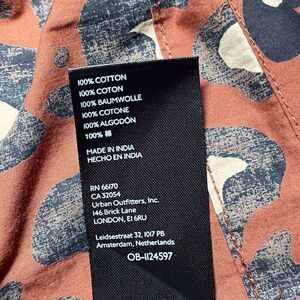 100% COTTON
100% COTON
100% BAUMWOLLE
100% COTONE
100% ALGODÓN
100% 棉
MADE IN INDIA
HECHO EN INDIA
RN 66170
CA 32054
Urban Outfitters, Inc.
146 Brick Lane
LONDON, E1 6RU
Leidsestraat 32, 1017 PB
Amsterdam, Netherlands
OB-1124597